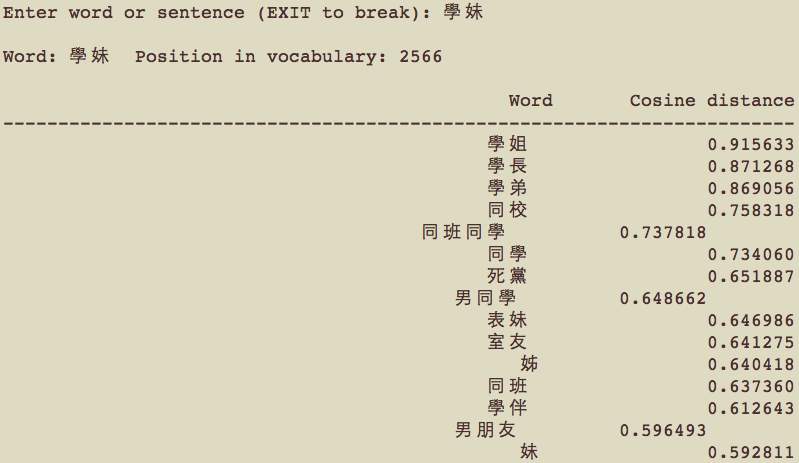 Enter word or sentence (EXIT to break): 學妹
Word: 學妹 Position in vocabulary: 2566
Word Cosine distance
------------------------------------------------------------------------
學姐 0.915633
學長 0.871268
學弟 0.869056
同校 0.758318
同班同學 0.737818
同學 0.734060
死黨 0.651887
男同學 0.648662
表妹 0.646986
室友 0.641275
姊 0.640418
同班 0.637360
學伴 0.612643
男朋友 0.596493
妹 0.592811